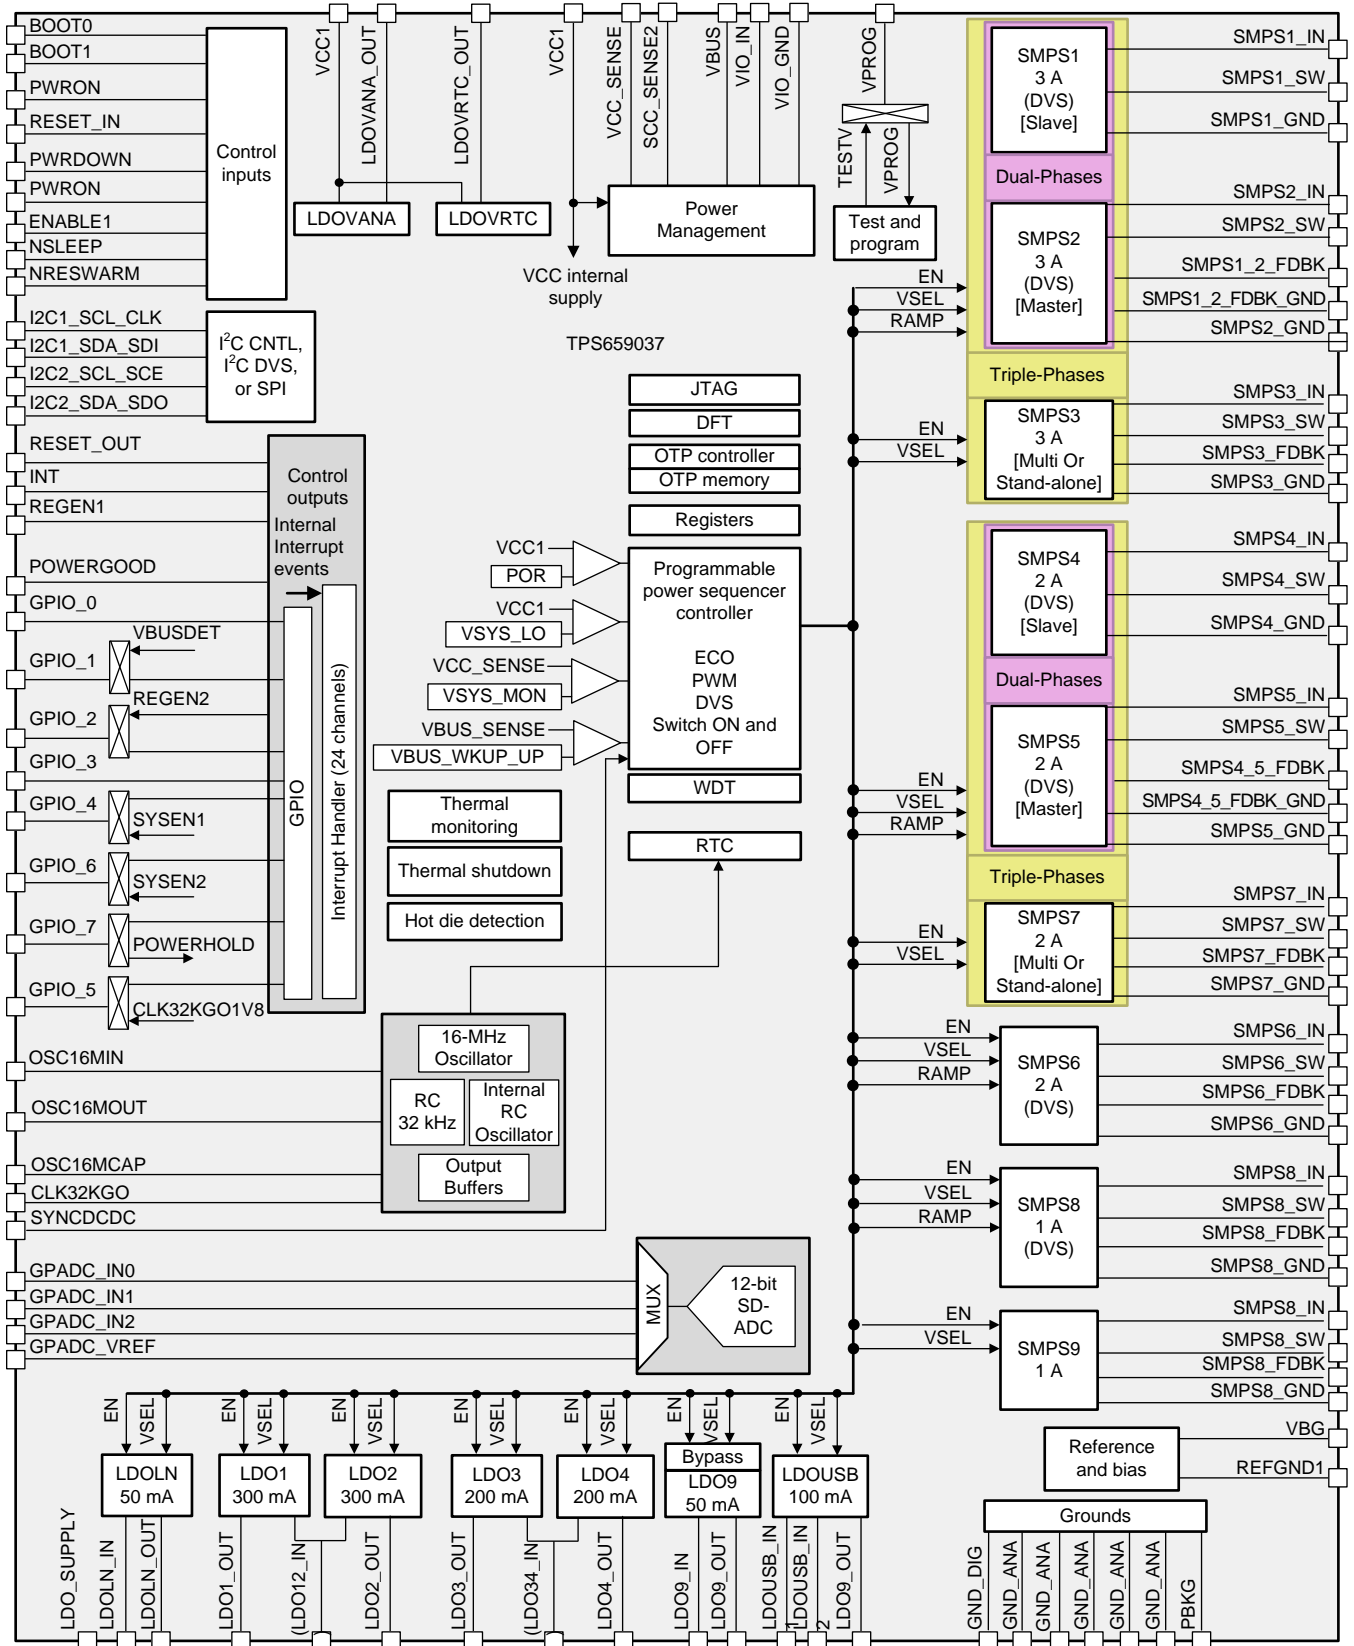 BOOT0
BOOT1
PWRON
RESET_IN
PWRDOWN
PWRON
ENABLE1
NSLEEP
NRESWARM
Control
inputs
I2C1_SCL_CLK
I2C1_SDA_SDI
I2C2_SCL_SCE
I2C2_SDA_SDO
I²C CNTL,
I²C DVS,
or SPI
VCC1
LDOVANA_OUT
LDOVRTC_OUT
LDOVANA
LDOVRTC
VCC1
VCC_SENSE
SCC_SENSE2
VBUS
VIO_IN
VIO_GND
Power
Management
VCC internal
supply
VPROG
TESTV
VPROG
Test and
program
TPS659037
JTAG
DFT
OTP controller
OTP memory
Registers
RESET_OUT
INT
REGEN1
POWERGOOD
GPIO_0
VBUSDET
GPIO_1
REGEN2
GPIO_2
GPIO_3
GPIO_4
SYSEN1
GPIO_6
SYSEN2
GPIO_7
POWERHOLD
GPIO_5
CLK32KGO1V8
Control
outputs
Internal
Interrupt
events
GPIO
Interrupt Handler (24 channels)
VCC1
POR
VCC1
VSYS_LO
VCC_SENSE
VSYS_MON
VBUS_SENSE
VBUS_WKUP_UP
Programmable
power sequencer
controller
ECO
PWM
DVS
Switch ON and
OFF
WDT
RTC
Thermal
monitoring
Thermal shutdown
Hot die detection
OSC16MIN
OSC16MOUT
OSC16MCAP
CLK32KGO
SYNCDCDC
16-MHz
Oscillator
RC
32 kHz
Internal
RC
Oscillator
Output
Buffers
GPADC_IN0
GPADC_IN1
GPADC_IN2
GPADC_VREF
MUX
12-bit
SD-
ADC
SMPS1
3 A
(DVS)
[Slave]
SMPS1_IN
SMPS1_SW
SMPS1_GND
Dual-Phases
EN
VSEL
RAMP
SMPS2
3 A
(DVS)
[Master]
SMPS2_IN
SMPS2_SW
SMPS1_2_FDBK
SMPS1_2_FDBK_GND
SMPS2_GND
Triple-Phases
EN
VSEL
SMPS3
3 A
[Multi Or
Stand-alone]
SMPS3_IN
SMPS3_SW
SMPS3_FDBK
SMPS3_GND
SMPS4
2 A
(DVS)
[Slave]
SMPS4_IN
SMPS4_SW
SMPS4_GND
Dual-Phases
EN
VSEL
RAMP
SMPS5
2 A
(DVS)
[Master]
SMPS5_IN
SMPS5_SW
SMPS4_5_FDBK
SMPS4_5_FDBK_GND
SMPS5_GND
Triple-Phases
EN
VSEL
SMPS7
2 A
[Multi Or
Stand-alone]
SMPS7_IN
SMPS7_SW
SMPS7_FDBK
SMPS7_GND
EN
VSEL
RAMP
SMPS6
2 A
(DVS)
SMPS6_IN
SMPS6_SW
SMPS6_FDBK
SMPS6_GND
EN
VSEL
RAMP
SMPS8
1 A
(DVS)
SMPS8_IN
SMPS8_SW
SMPS8_FDBK
SMPS8_GND
EN
VSEL
SMPS9
1 A
SMPS8_IN
SMPS8_SW
SMPS8_FDBK
SMPS8_GND
EN
VSEL
EN
VSEL
EN
VSEL
EN
VSEL
EN
VSEL
EN
VSEL
EN
VSEL
LDOLN
50 mA
LDO1
300 mA
LDO2
300 mA
LDO3
200 mA
LDO4
200 mA
Bypass
LDO9
50 mA
LDOUSB
100 mA
LDO_SUPPLY
LDOLN_IN
LDOLN_OUT
LDO1_OUT
(LDO12_IN)
LDO2_OUT
LDO3_OUT
(LDO34_IN)
LDO4_OUT
LDO9_IN
LDO9_OUT
LDOUSB_IN
1
LDOUSB_IN
2
LDO9_OUT
Reference
and bias
VBG
REFGND1
Grounds
GND_DIG
GND_ANA
GND_ANA
GND_ANA
GND_ANA
GND_ANA
PBKG